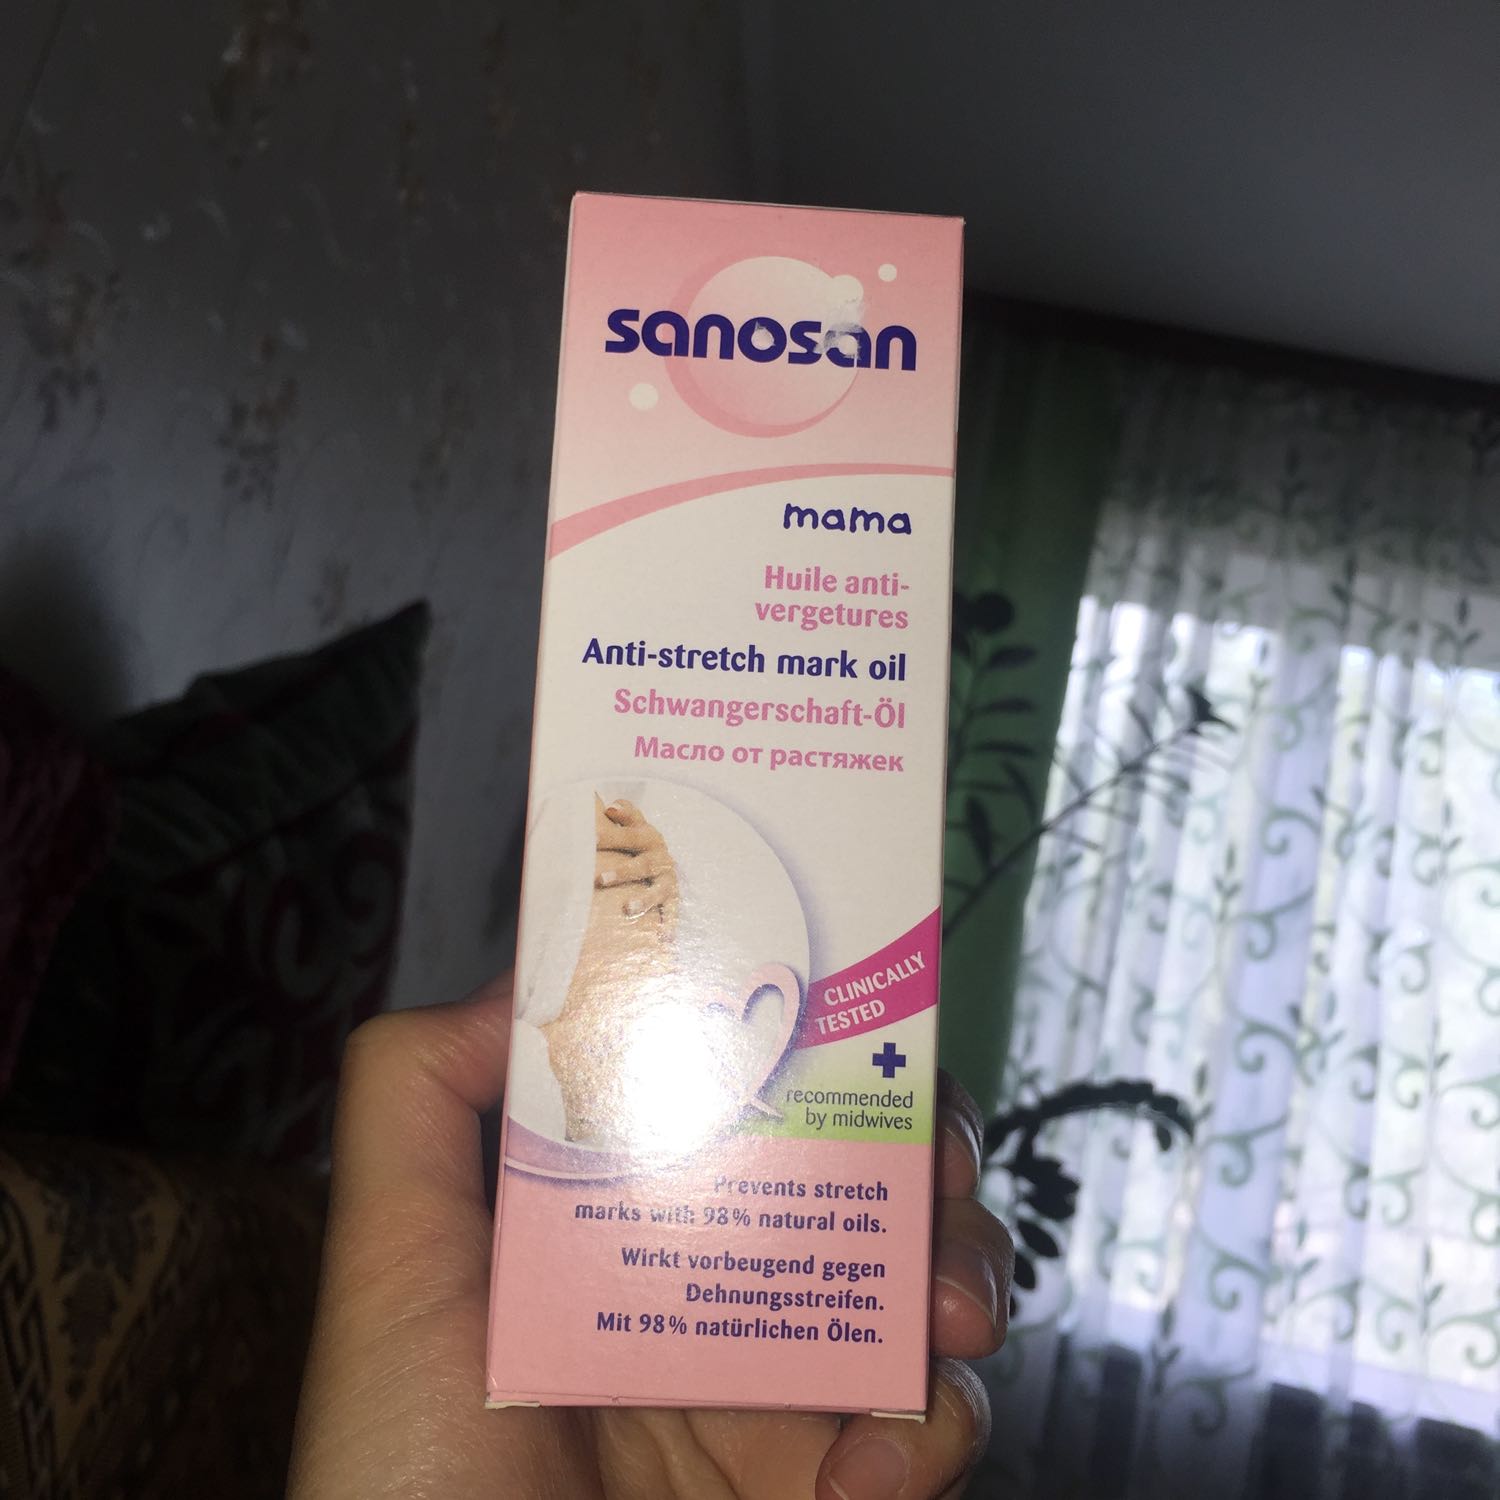 sanosan
mama
Huile anti-
vergetures
Anti-stretch mark oil
Schwangerschaft-Öl
Масло от растяжек
CLINICALLY
TESTED
recommended
by midwives
Prevents stretch
marks with 98% natural oils.
Wirkt vorbeugend gegen
Dehnungsstreifen.
Mit 98% natürlichen Ölen.